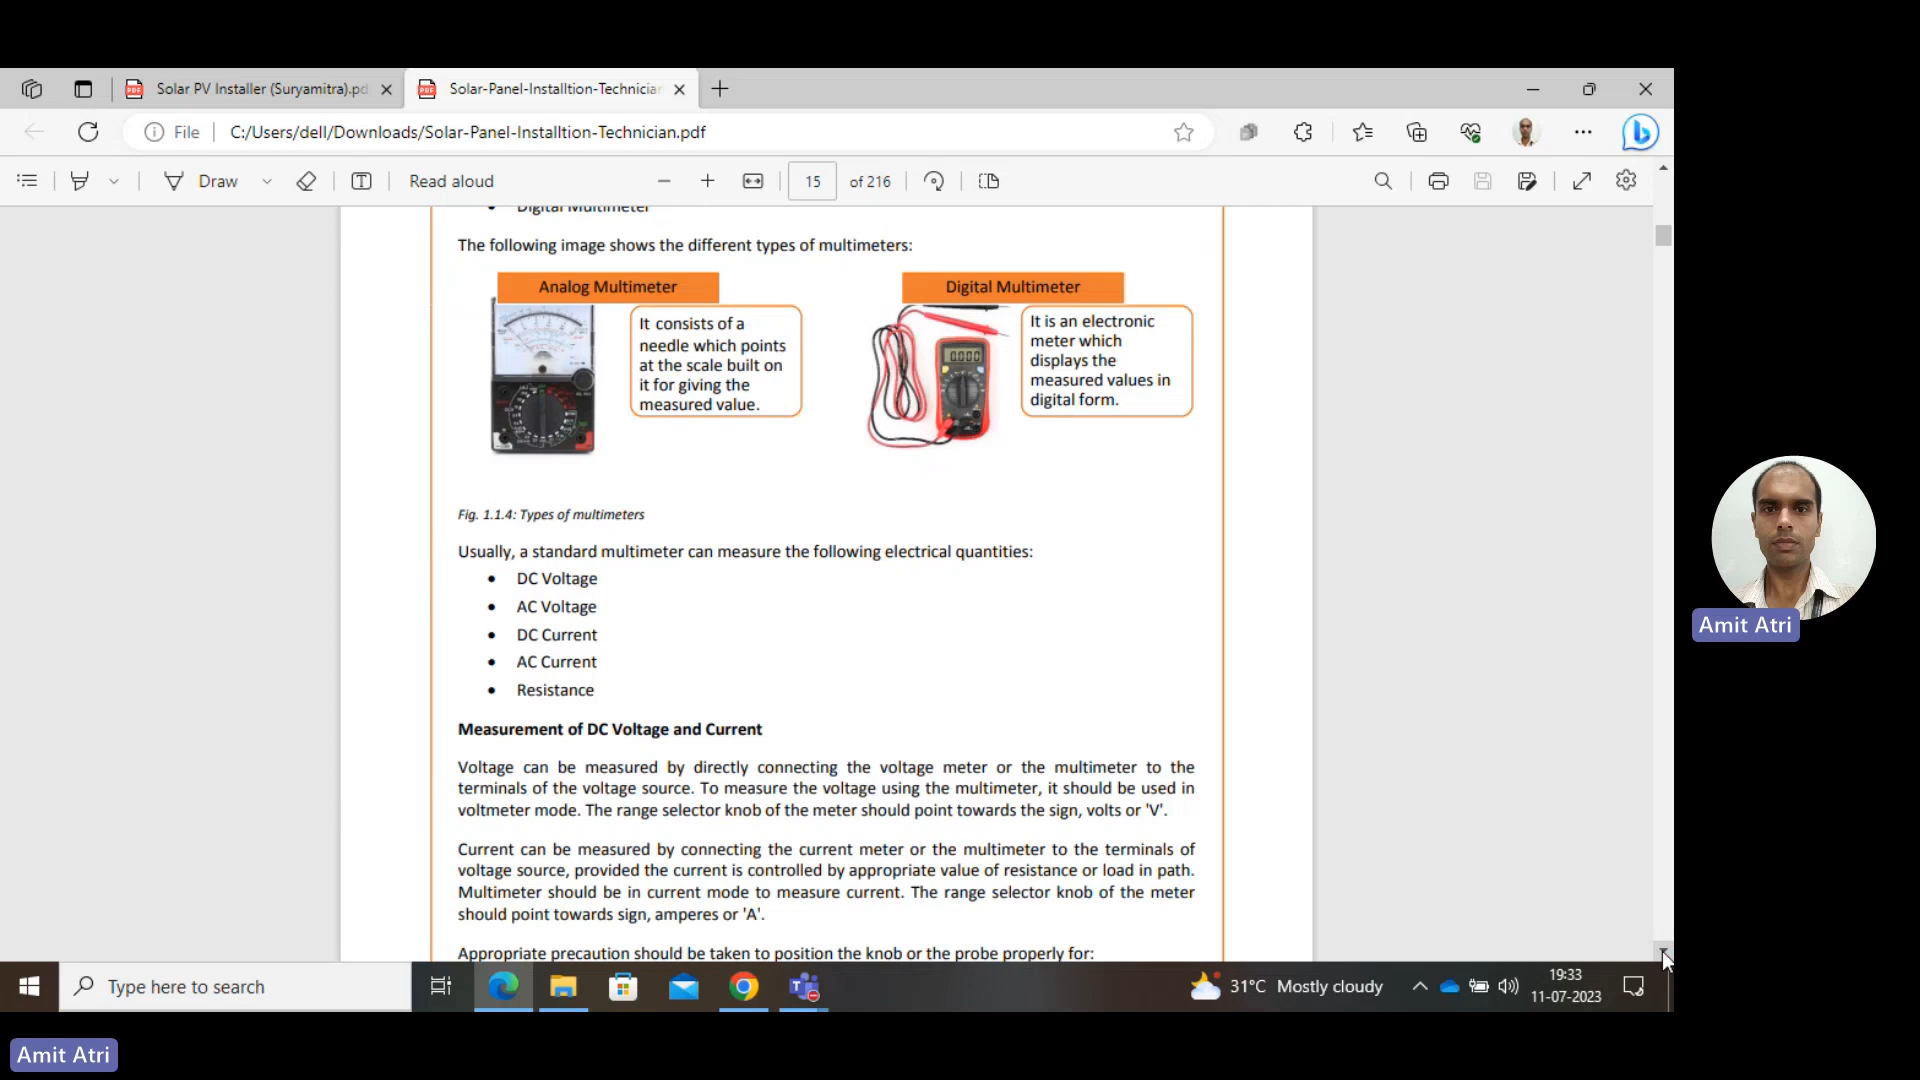 Solar PV Installer (Suryamitra).pd
Solar-Panel-Installtion-Technician
File C:/Users/dell/Downloads/Solar-Panel-Installtion-Technician.pdf
Draw Read aloud 15 of 216
• Digital Multimeter
The following image shows the different types of multimeters:
Analog Multimeter
It consists of a
needle which points
at the scale built on
it for giving the
measured value.
Digital Multimeter
0.000
It is an electronic
meter which
displays the
measured values in
digital form.
Fig. 1.1.4: Types of multimeters
Usually, a standard multimeter can measure the following electrical quantities:
• DC Voltage
• AC Voltage
• DC Current
• AC Current
• Resistance
Measurement of DC Voltage and Current
Voltage can be measured by directly connecting the voltage meter or the multimeter to the
terminals of the voltage source. To measure the voltage using the multimeter, it should be used in
voltmeter mode. The range selector knob of the meter should point towards the sign, volts or 'V'.
Current can be measured by connecting the current meter or the multimeter to the terminals of
voltage source, provided the current is controlled by appropriate value of resistance or load in path.
Multimeter should be in current mode to measure current. The range selector knob of the meter
should point towards sign, amperes or 'A'.
Appropriate precaution should be taken to position the knob or the probe properly for:
Type here to search
31°C Mostly cloudy
19:33
11-07-2023
Amit Atri
Amit Atri